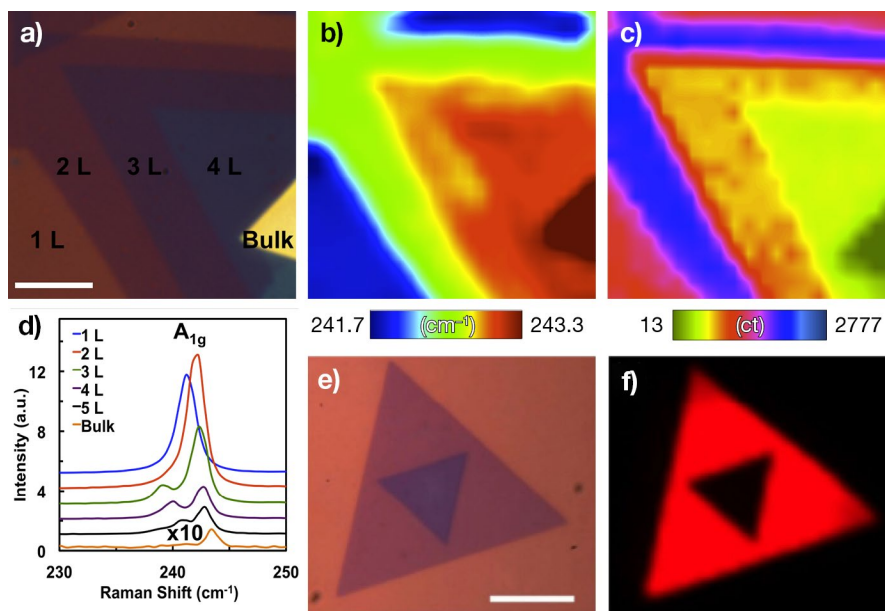 a)
b)
c)
2 L
3 L
4 L
1 L
Bulk
241.7
(cm⁻¹)
243.3
13
(ct)
2777
d)
A1g
1 L
2 L
3 L
4 L
5 L
Bulk
12
8
4
0
x10
230
240
250
Intensity (a.u.)
Raman Shift (cm⁻¹)
e)
f)